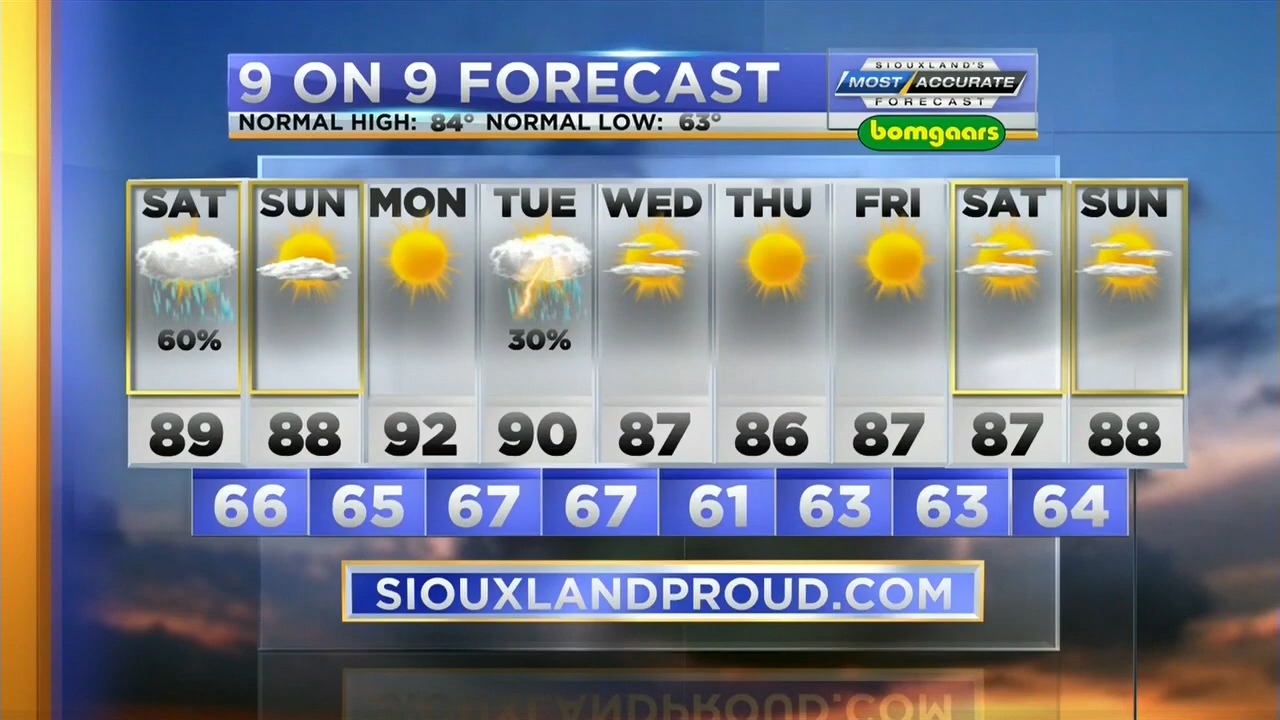 9 ON 9 FORECAST
NORMAL HIGH: 84° NORMAL LOW: 63°
SIOUXLAND'S
MOST ACCURATE
FORECAST
bomgaars
SAT SUN MON TUE WED THU FRI SAT SUN
60% 30%
89 88 92 90 87 86 87 87 88
66 65 67 67 61 63 63 64
SIOUXLANDPROUD.COM